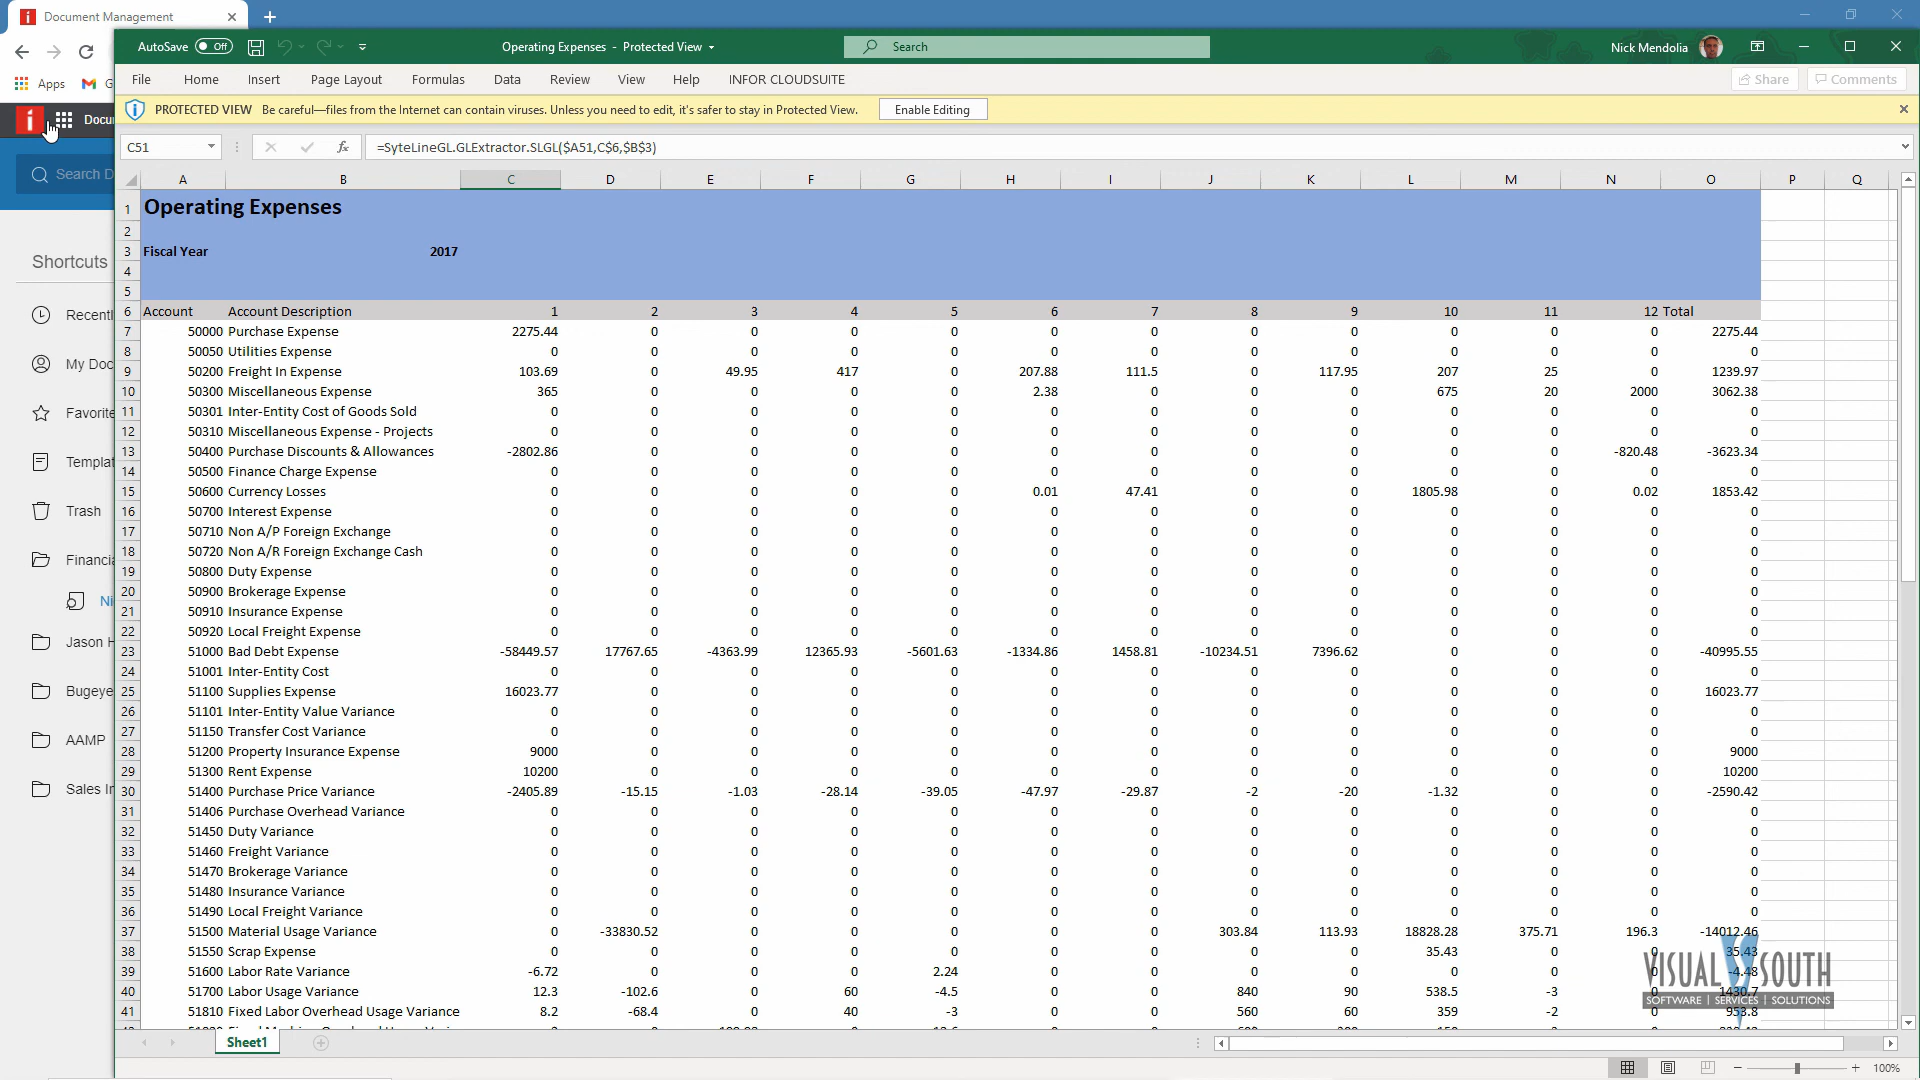 Document Management
AutoSave Off
Operating Expenses - Protected View
Search
Nick Mendolia
Apps
G
File Home Insert Page Layout Formulas Data Review View Help INFOR CLOUDSUITE
Share Comments
PROTECTED VIEW Be careful—files from the Internet can contain viruses. Unless you need to edit, it's safer to stay in Protected View. Enable Editing
Docu
C51 fx =SyteLineGL.GLExtractor.SLGL($A51,C$6,$B$3)
Search D
A B C D E F G H I J K L M N O P Q
1 Operating Expenses
2
3 Fiscal Year 2017
4
5
Shortcuts
Recentl
My Doc
Favorite
Templat
Trash
Financia
Ni
Jason H
Bugeye
AAMP
Sales In
6 Account Account Description 1 2 3 4 5 6 7 8 9 10 11 12 Total
7 50000 Purchase Expense 2275.44 0 0 0 0 0 0 0 0 0 0 0 2275.44
8 50050 Utilities Expense 0 0 0 0 0 0 0 0 0 0 0 0 0
9 50200 Freight In Expense 103.69 0 49.95 417 0 207.88 111.5 0 117.95 207 25 0 1239.97
10 50300 Miscellaneous Expense 365 0 0 0 0 2.38 0 0 0 675 20 2000 3062.38
11 50301 Inter-Entity Cost of Goods Sold 0 0 0 0 0 0 0 0 0 0 0 0 0
12 50310 Miscellaneous Expense - Projects 0 0 0 0 0 0 0 0 0 0 0 0 0
13 50400 Purchase Discounts & Allowances -2802.86 0 0 0 0 0 0 0 0 0 0 -820.48 -3623.34
14 50500 Finance Charge Expense 0 0 0 0 0 0 0 0 0 0 0 0 0
15 50600 Currency Losses 0 0 0 0 0 0.01 47.41 0 0 1805.98 0 0.02 1853.42
16 50700 Interest Expense 0 0 0 0 0 0 0 0 0 0 0 0 0
17 50710 Non A/P Foreign Exchange 0 0 0 0 0 0 0 0 0 0 0 0 0
18 50720 Non A/R Foreign Exchange Cash 0 0 0 0 0 0 0 0 0 0 0 0 0
19 50800 Duty Expense 0 0 0 0 0 0 0 0 0 0 0 0 0
20 50900 Brokerage Expense 0 0 0 0 0 0 0 0 0 0 0 0 0
21 50910 Insurance Expense 0 0 0 0 0 0 0 0 0 0 0 0 0
22 50920 Local Freight Expense 0 0 0 0 0 0 0 0 0 0 0 0 0
23 51000 Bad Debt Expense -58449.57 17767.65 -4363.99 12365.93 -5601.63 -1334.86 1458.81 -10234.51 7396.62 0 0 0 -40995.55
24 51001 Inter-Entity Cost 0 0 0 0 0 0 0 0 0 0 0 0 0
25 51100 Supplies Expense 16023.77 0 0 0 0 0 0 0 0 0 0 0 16023.77
26 51101 Inter-Entity Value Variance 0 0 0 0 0 0 0 0 0 0 0 0 0
27 51150 Transfer Cost Variance 0 0 0 0 0 0 0 0 0 0 0 0 0
28 51200 Property Insurance Expense 9000 0 0 0 0 0 0 0 0 0 0 0 9000
29 51300 Rent Expense 10200 0 0 0 0 0 0 0 0 0 0 0 10200
30 51400 Purchase Price Variance -2405.89 -15.15 -1.03 -28.14 -39.05 -47.97 -29.87 -2 -20 -1.32 0 0 -2590.42
31 51406 Purchase Overhead Variance 0 0 0 0 0 0 0 0 0 0 0 0 0
32 51450 Duty Variance 0 0 0 0 0 0 0 0 0 0 0 0 0
33 51460 Freight Variance 0 0 0 0 0 0 0 0 0 0 0 0 0
34 51470 Brokerage Variance 0 0 0 0 0 0 0 0 0 0 0 0 0
35 51480 Insurance Variance 0 0 0 0 0 0 0 0 0 0 0 0 0
36 51490 Local Freight Variance 0 0 0 0 0 0 0 0 0 0 0 0 0
37 51500 Material Usage Variance 0 -33830.52 0 0 0 0 0 303.84 113.93 18828.28 375.71 196.3 -14012.46
38 51550 Scrap Expense 0 0 0 0 0 0 0 0 0 35.43 0 0 35.43
39 51600 Labor Rate Variance -6.72 0 0 0 2.24 0 0 0 0 0 0 0 -4.48
40 51700 Labor Usage Variance 12.3 -102.6 0 60 -4.5 0 0 840 90 538.5 -3 0 1430.7
41 51810 Fixed Labor Overhead Usage Variance 8.2 -68.4 0 40 -3 0 0 560 60 359 -2 0 953.8
VISUAL SOUTH
SOFTWARE | SERVICES | SOLUTIONS
Sheet1
100%